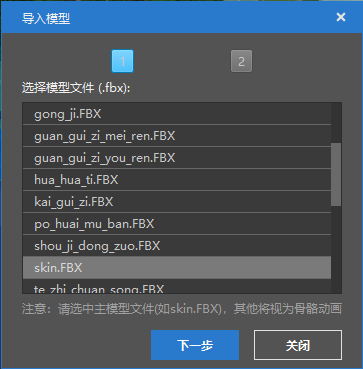 导入模型
×
1
2
选择模型文件 (.fbx):
gong_ji.FBX
guan_gui_zi_mei_ren.FBX
guan_gui_zi_you_ren.FBX
hua_hua_ti.FBX
kai_gui_zi.FBX
po_huai_mu_ban.FBX
shou_ji_dong_zuo.FBX
skin.FBX
te_zhi_chuan_song.FBX
注意：请选中主模型文件(如skin.FBX)，其他将视为骨骼动画
下一步
关闭